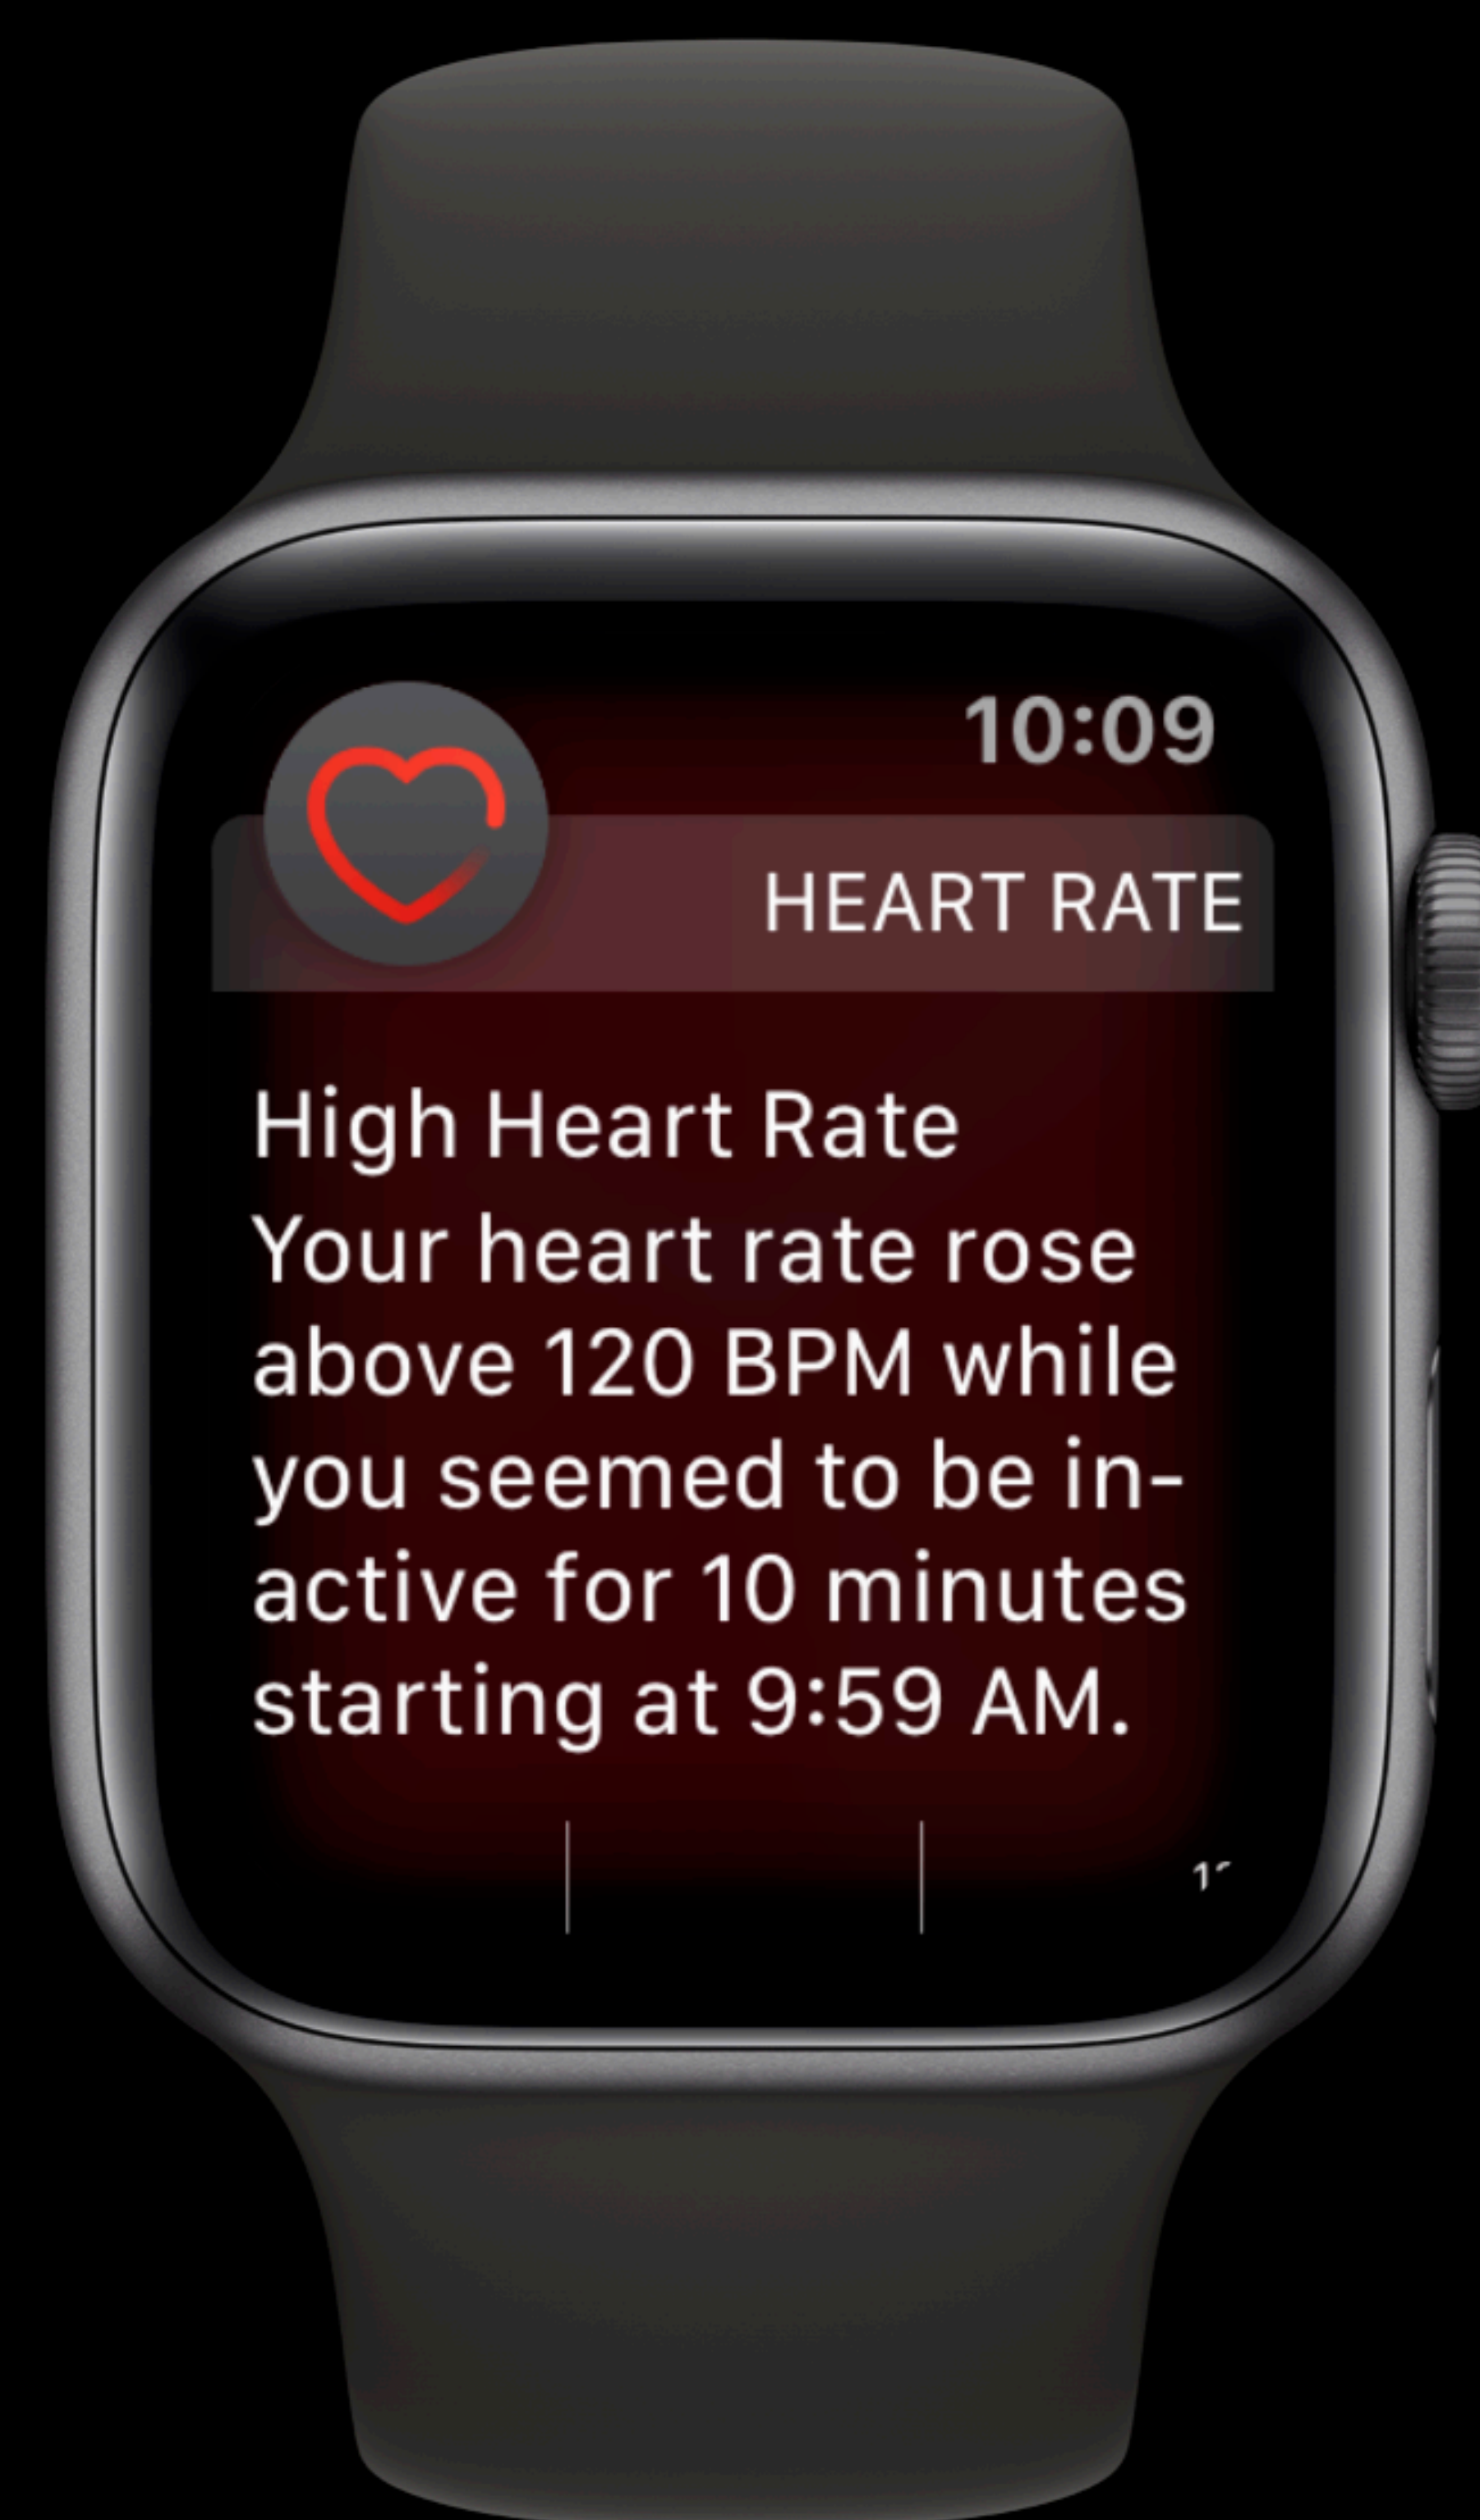 10:09
HEART RATE
High Heart Rate
Your heart rate rose
above 120 BPM while
you seemed to be in-
active for 10 minutes
starting at 9:59 AM.